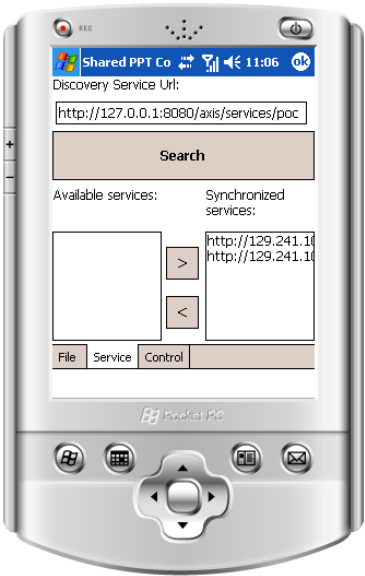 REC
Shared PPT Co 11:06 ok
Discovery Service Url:
http://127.0.0.1:8080/axis/services/poc
Search
Available services:
Synchronized
services:
http://129.241.10
http://129.241.10
>
<
File Service Control
Pocket PC